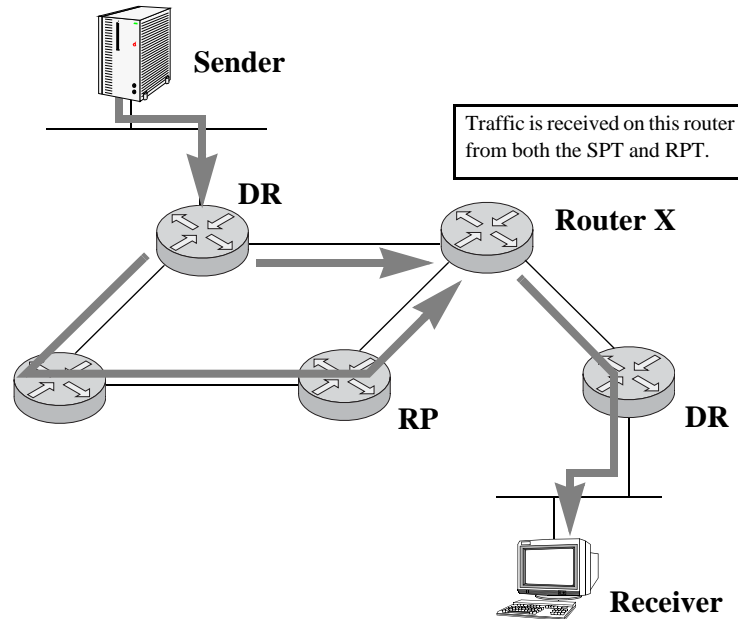 Sender
Traffic is received on this router
from both the SPT and RPT.
DR
Router X
RP
DR
Receiver